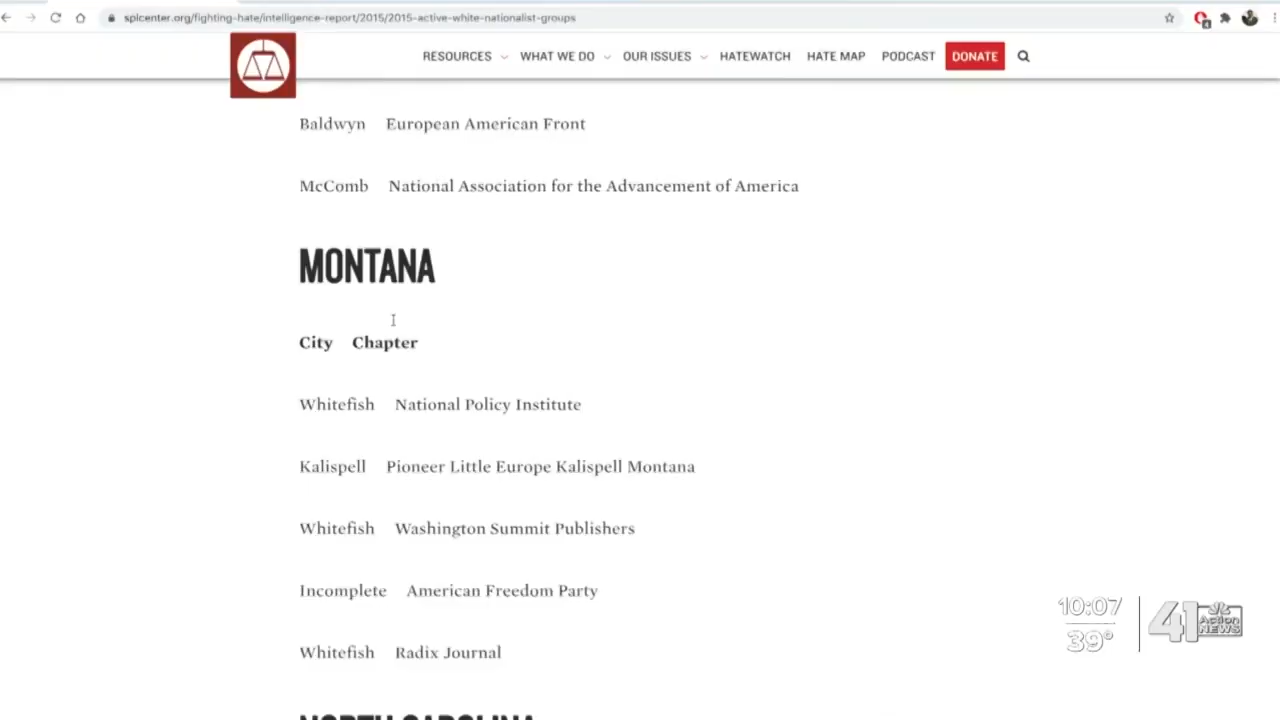 splcenter.org/fighting-hate/intelligence-report/2015/2015-active-white-nationalist-groups
RESOURCES WHAT WE DO OUR ISSUES HATEWATCH HATE MAP PODCAST DONATE
Baldwyn European American Front
McComb National Association for the Advancement of America
MONTANA
City Chapter
Whitefish National Policy Institute
Kalispell Pioneer Little Europe Kalispell Montana
Whitefish Washington Summit Publishers
Incomplete American Freedom Party
Whitefish Radix Journal
NORTH CAROLINA
10:07
39°
41 Action NEWS